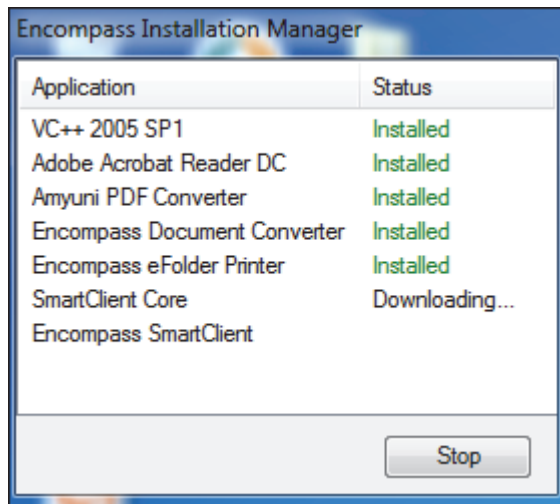 Encompass Installation Manager
Application Status
VC++ 2005 SP1 Installed
Adobe Acrobat Reader DC Installed
Amyuni PDF Converter Installed
Encompass Document Converter Installed
Encompass eFolder Printer Installed
SmartClient Core Downloading...
Encompass SmartClient
Stop